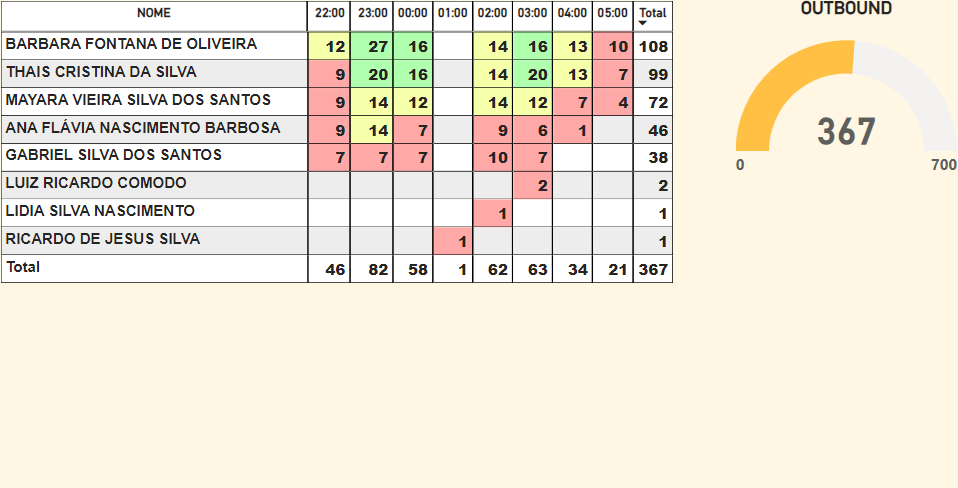 NOME 22:00 23:00 00:00 01:00 02:00 03:00 04:00 05:00 Total
BARBARA FONTANA DE OLIVEIRA 12 27 16 14 16 13 10 108
THAIS CRISTINA DA SILVA 9 20 16 14 20 13 7 99
MAYARA VIEIRA SILVA DOS SANTOS 9 14 12 14 12 7 4 72
ANA FLÁVIA NASCIMENTO BARBOSA 9 14 7 9 6 1 46
GABRIEL SILVA DOS SANTOS 7 7 7 10 7 38
LUIZ RICARDO COMODO 2 2
LIDIA SILVA NASCIMENTO 1 1
RICARDO DE JESUS SILVA 1 1
Total 46 82 58 1 62 63 34 21 367
OUTBOUND
367
0 700